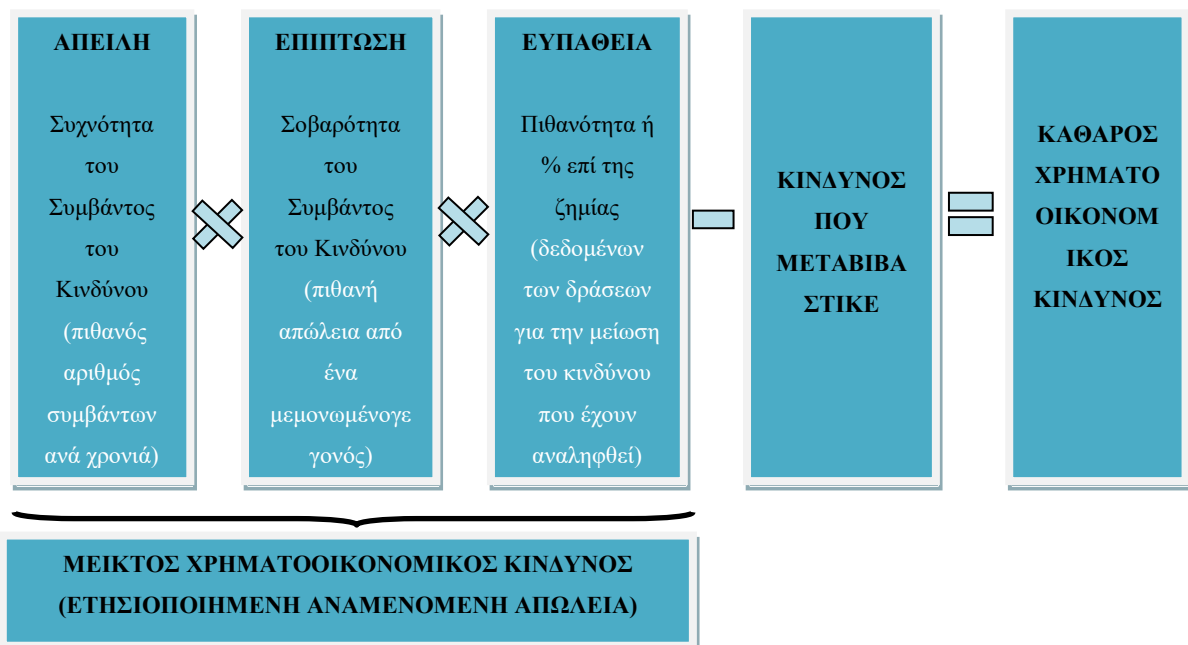 ΑΠΕΙΛΗ
Συχνότητα
του
Συμβάντος
του
Κινδύνου
(πιθανός
αριθμός
συμβάντων
ανά χρονιά)
ΕΠΙΠΤΩΣΗ
Σοβαρότητα
του
Συμβάντος
του Κινδύνου
(πιθανή
απώλεια από
ένα
μεμονωμένογε
γονός)
ΕΥΠΑΘΕΙΑ
Πιθανότητα ή
% επί της
ζημίας
(δεδομένων
των δράσεων
για την μείωση
του κινδύνου
που έχουν
αναληφθεί)
ΚΙΝΔΥΝΟΣ
ΠΟΥ
ΜΕΤΑΒΙΒΑ
ΣΤΙΚΕ
ΚΑΘΑΡΟΣ
ΧΡΗΜΑΤΟ
ΟΙΚΟΝΟΜ
ΙΚΟΣ
ΚΙΝΔΥΝΟΣ
ΜΕΙΚΤΟΣ ΧΡΗΜΑΤΟΟΙΚΟΝΟΜΙΚΟΣ ΚΙΝΔΥΝΟΣ
(ΕΤΗΣΙΟΠΟΙΗΜΕΝΗ ΑΝΑΜΕΝΟΜΕΝΗ ΑΠΩΛΕΙΑ)